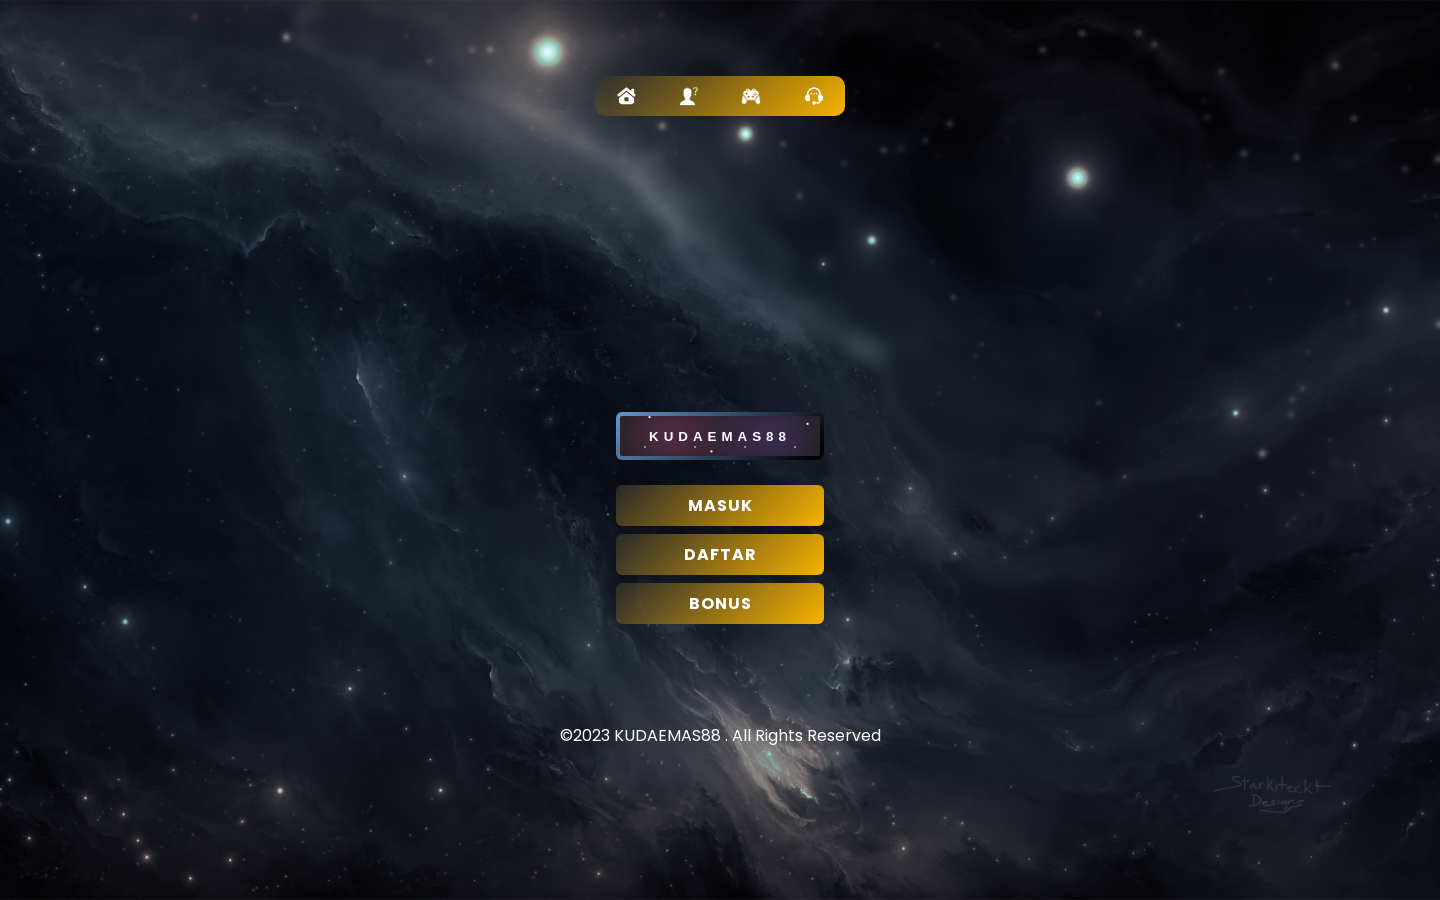 KUDAEMAS88
MASUK
DAFTAR
BONUS
©2023 KUDAEMAS88 . All Rights Reserved
Starkiteckt
Designs